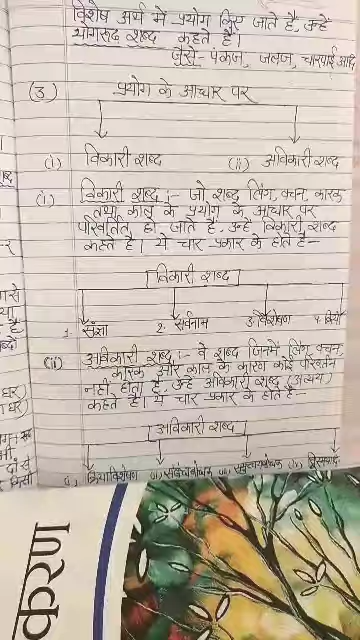 विशेष अर्थ में प्रयोग किए जाते हैं, उन्हें
योगरूढ़ शब्द कहते हैं।
जैसे- पंकज, जलज, चारपाई आदि
(3) प्रयोग के आधार पर
(i) विकारी शब्द (ii) अविकारी शब्द
(i) विकारी शब्द :- जो शब्द लिंग, वचन, कारक
तथा काल के प्रयोग के आधार पर
परिवर्तित हो जाते हैं, उन्हें विकारी शब्द
कहते है। ये चार प्रकार के होते हैं-
विकारी शब्द
1. संज्ञा 2. सर्वनाम 3. विशेषण 4. क्रिया
(ii) अविकारी शब्द :- वे शब्द जिनमें लिंग, वचन,
कारक और काल के कारण कोई परिवर्तन
नहीं होता है, उन्हें अविकारी शब्द (अव्यय)
कहते हैं। ये चार प्रकार के होते हैं:-
अविकारी शब्द
(i) क्रियाविशेषण (ii) संबंधबोधक (iii) समुच्चयबोधक (iv)
करण